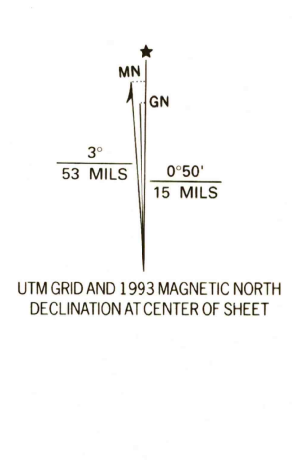 ★
MN
GN
3°
53 MILS
0°50'
15 MILS
UTM GRID AND 1993 MAGNETIC NORTH
DECLINATION AT CENTER OF SHEET